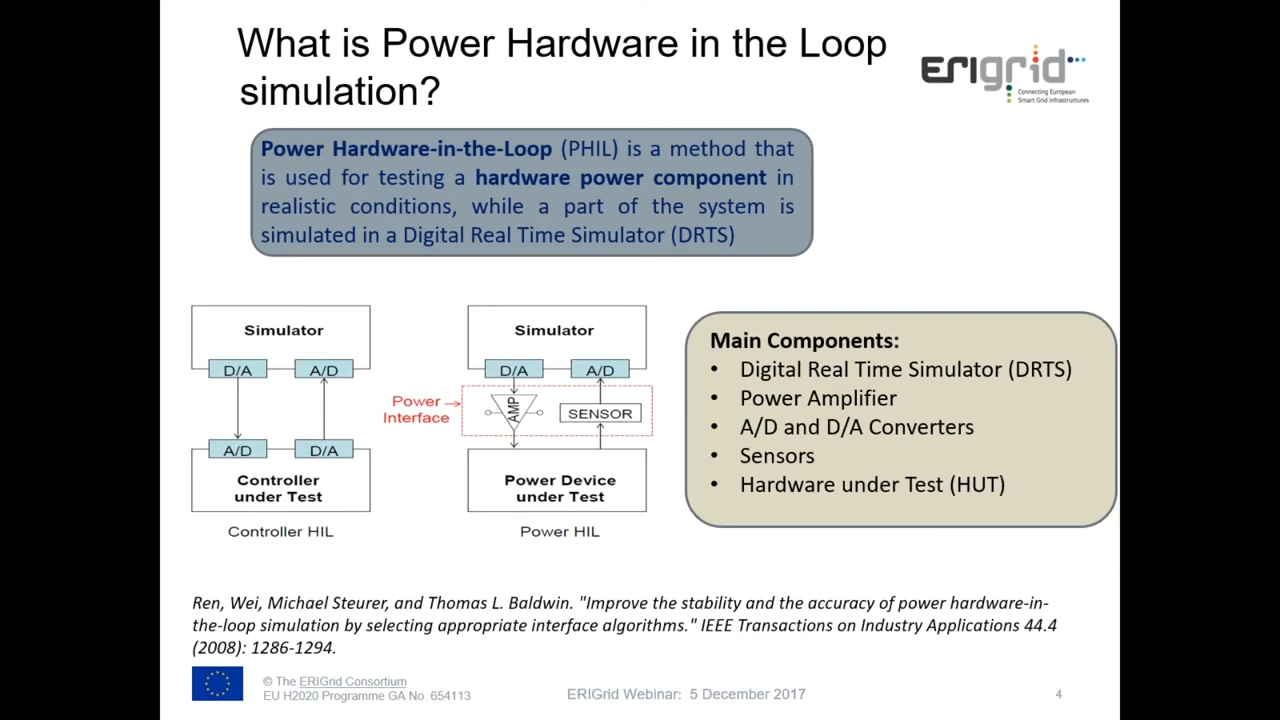 What is Power Hardware in the Loop
simulation?
ERIgrid
Connecting European
Smart Grid Infrastructures
Power Hardware-in-the-Loop (PHIL) is a method that
is used for testing a hardware power component in
realistic conditions, while a part of the system is
simulated in a Digital Real Time Simulator (DRTS)
Simulator
D/A
A/D
A/D
D/A
Controller
under Test
Controller HIL
Power
Interface
Simulator
D/A
A/D
AMP
SENSOR
Power Device
under Test
Power HIL
Main Components:
• Digital Real Time Simulator (DRTS)
• Power Amplifier
• A/D and D/A Converters
• Sensors
• Hardware under Test (HUT)
Ren, Wei, Michael Steurer, and Thomas L. Baldwin. "Improve the stability and the accuracy of power hardware-in-
the-loop simulation by selecting appropriate interface algorithms." IEEE Transactions on Industry Applications 44.4
(2008): 1286-1294.
© The ERIGrid Consortium
EU H2020 Programme GA No. 654113
ERIGrid Webinar: 5 December 2017
4